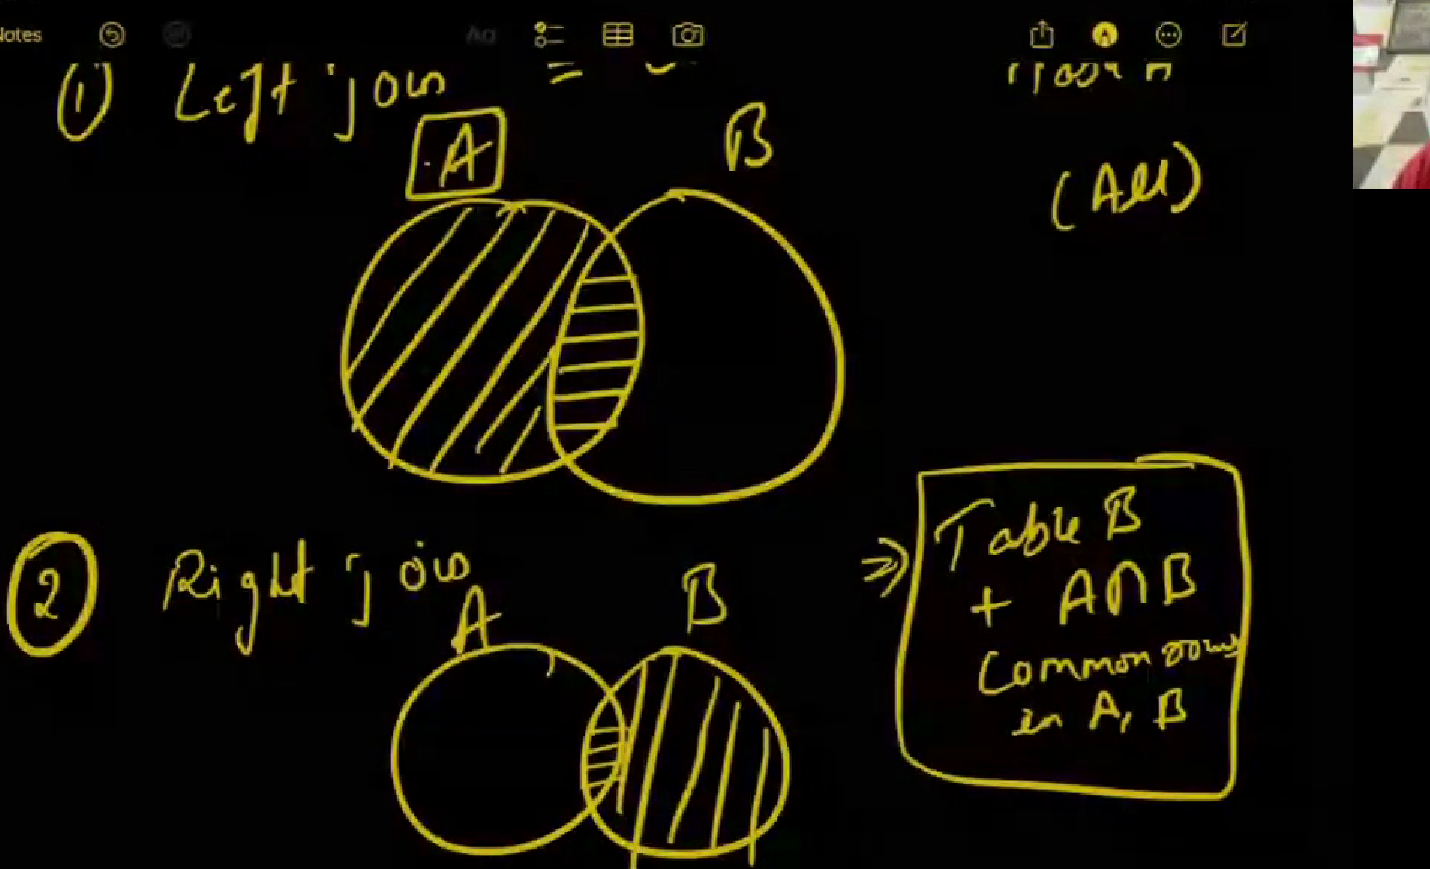 Notes
Aa
① Left join =
A B
(All)
② Right join
A B
⇒ Table B
+ A∩B
Common rows
in A, B